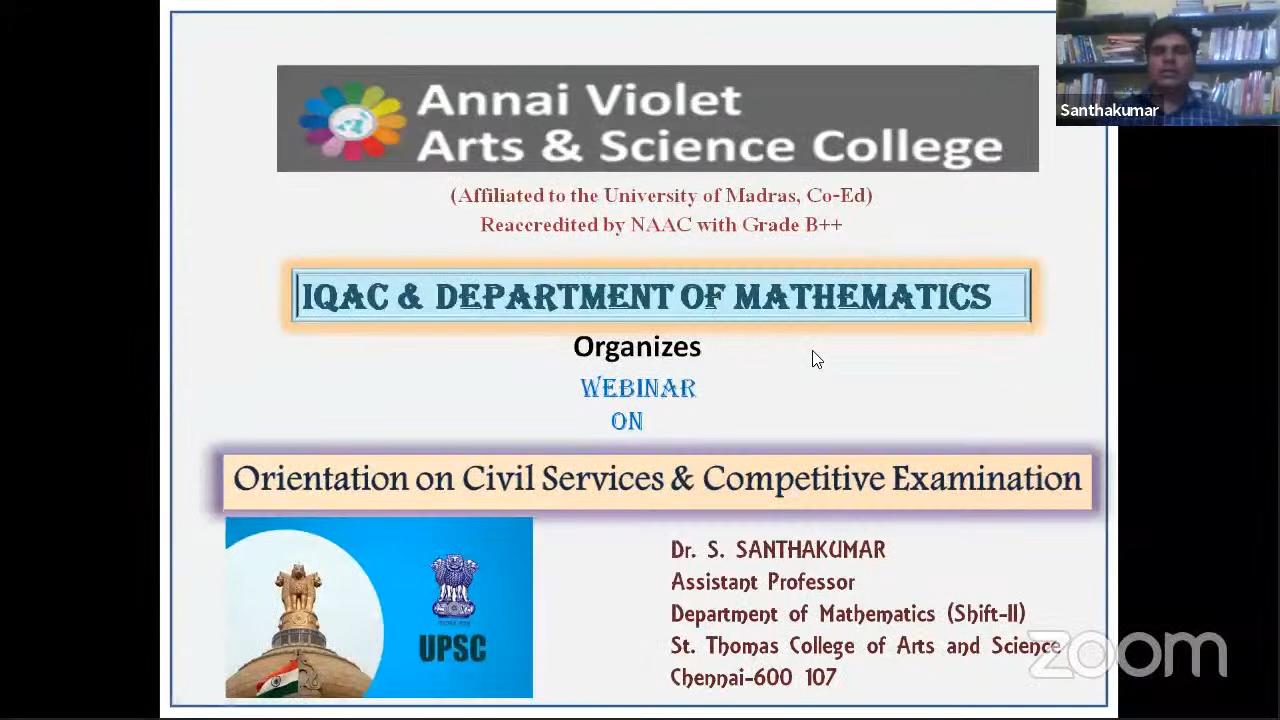 Annai Violet
Arts & Science College
Santhakumar
(Affiliated to the University of Madras, Co-Ed)
Reaccredited by NAAC with Grade B++
IQAC & DEPARTMENT OF MATHEMATICS
Organizes
WEBINAR
ON
Orientation on Civil Services & Competitive Examination
UPSC
Dr. S. SANTHAKUMAR
Assistant Professor
Department of Mathematics (Shift-II)
St. Thomas College of Arts and Science
Chennai-600 107
zoom